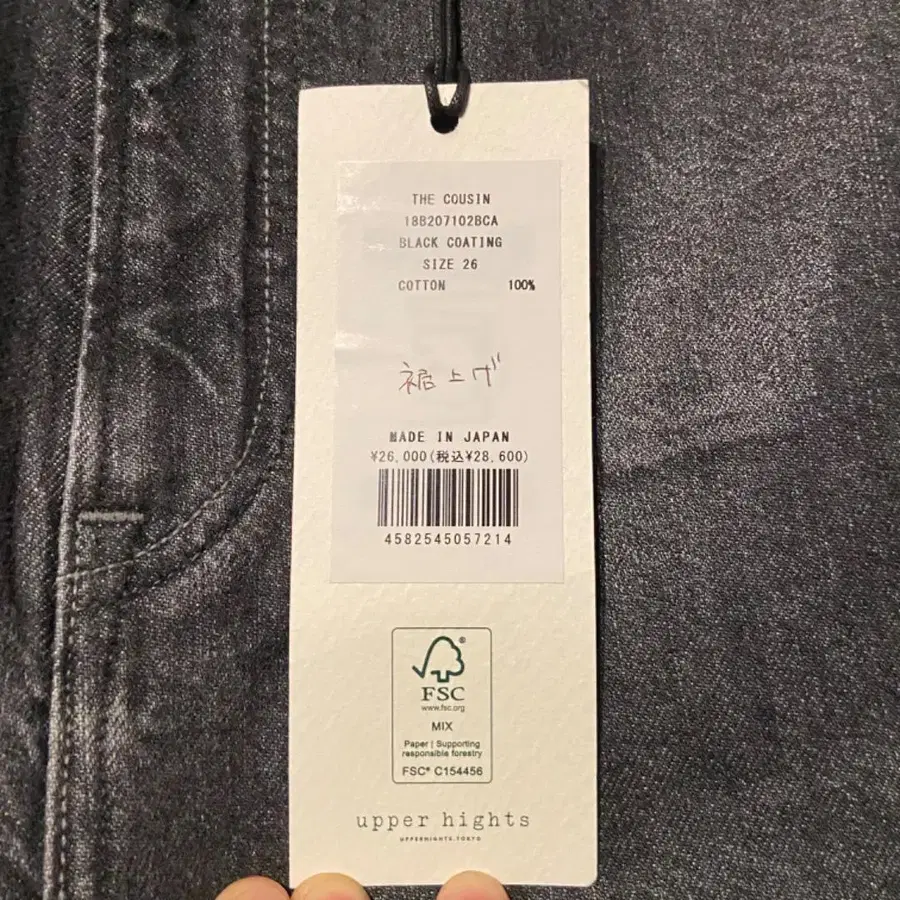 THE COUSIN
18B207102BCA
BLACK COATING
SIZE 26
COTTON 100%
裾上げ
MADE IN JAPAN
¥26,000(税込¥28,600)
4582545057214
FSC®
www.fsc.org
MIX
Paper | Supporting
responsible forestry
FSC® C154456
upper hights
UPPERHIGHTS.TOKYO